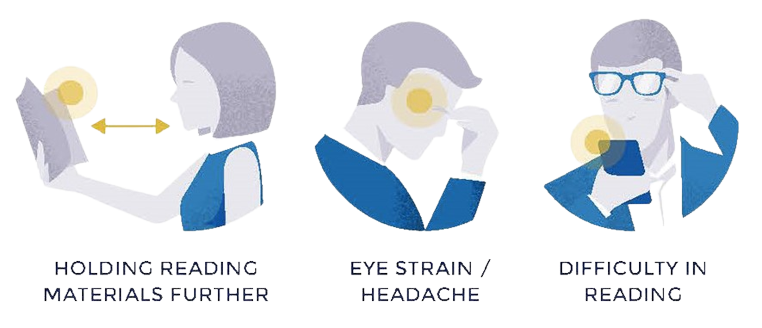 HOLDING READING
MATERIALS FURTHER
EYE STRAIN /
HEADACHE
DIFFICULTY IN
READING